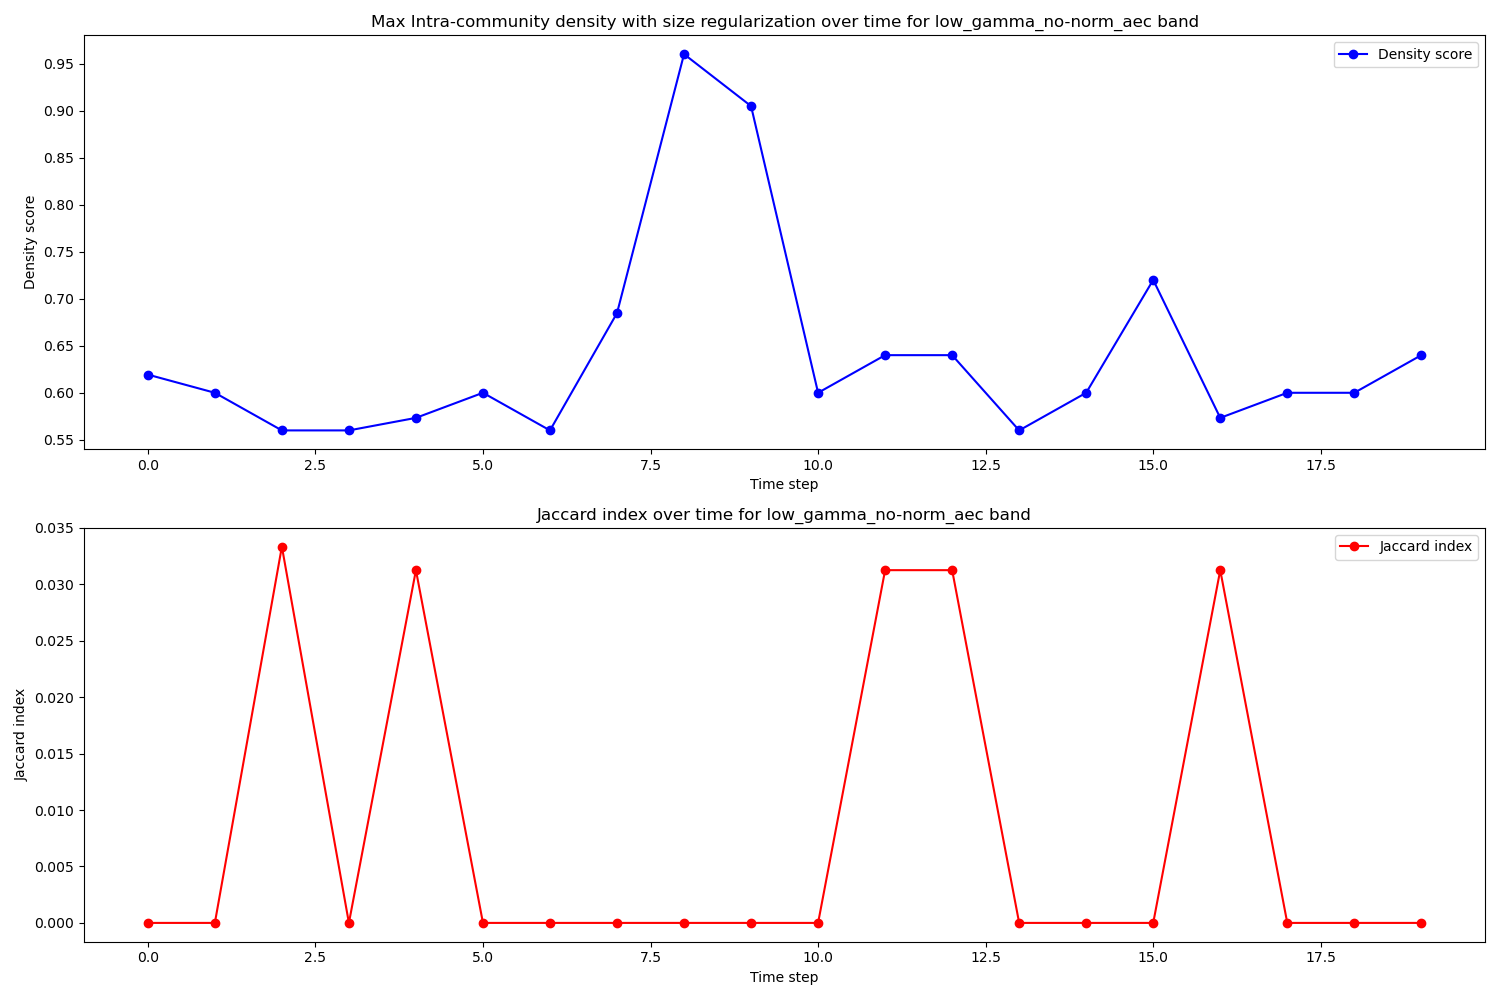 Max Intra-community density with size regularization over time for low_gamma_no-norm_aec band
Density score
0.95
0.90
0.85
0.80
0.75
0.70
0.65
0.60
0.55
Density score
0.0 2.5 5.0 7.5 10.0 12.5 15.0 17.5
Time step
Jaccard index over time for low_gamma_no-norm_aec band
Jaccard index
0.035
0.030
0.025
0.020
0.015
0.010
0.005
0.000
Jaccard index
0.0 2.5 5.0 7.5 10.0 12.5 15.0 17.5
Time step